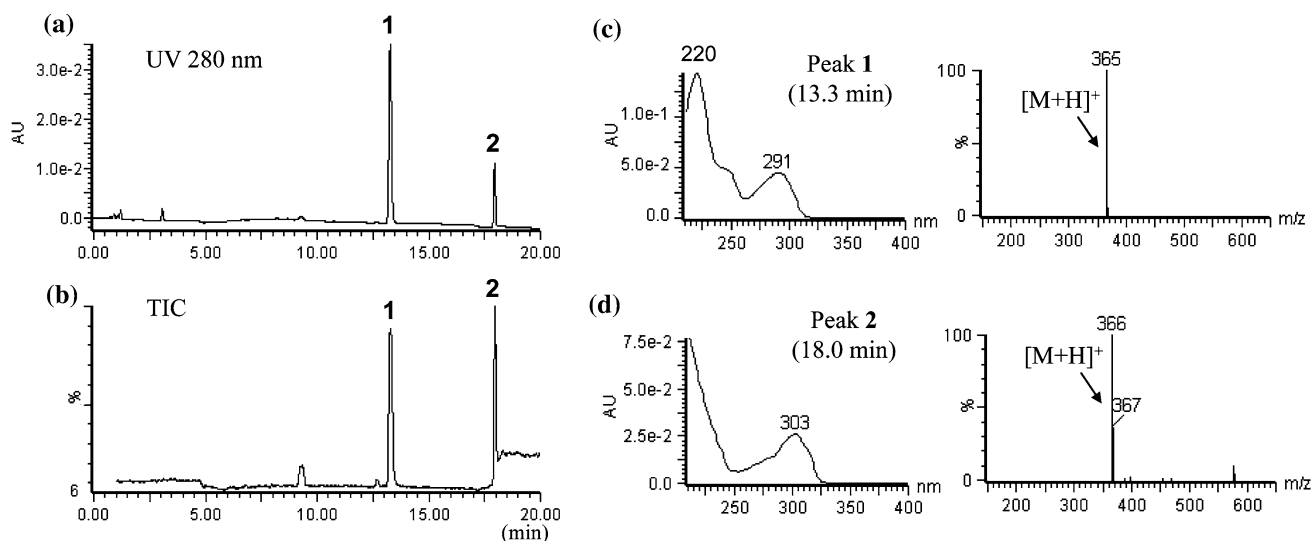 (a)
UV 280 nm
1
2
AU
3.0e-2
2.0e-2
1.0e-2
0.0
0.00 5.00 10.00 15.00 20.00
(b)
TIC
1
2
%
6
0.00 5.00 10.00 15.00 20.00
(min)
(c)
220
Peak 1
(13.3 min)
291
AU
1.0e-1
5.0e-2
0.0
250 300 350 400 nm
365
[M+H]+
100
%
0
200 300 400 500 600 m/z
(d)
Peak 2
(18.0 min)
303
AU
7.5e-2
5.0e-2
2.5e-2
0.0
250 300 350 400 nm
366
[M+H]+
367
100
%
0
200 300 400 500 600 m/z